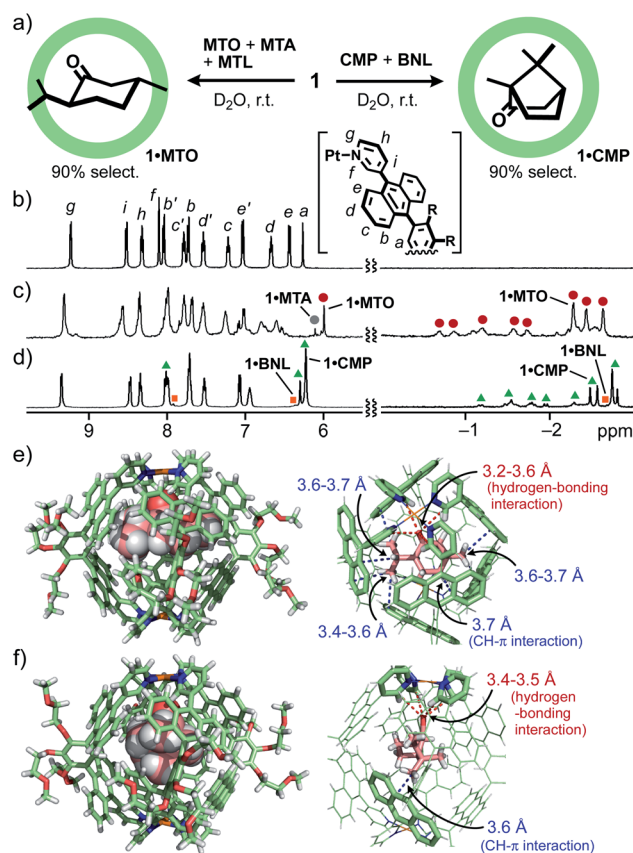 a)
MTO + MTA
+ MTL
D2O, r.t.
1
CMP + BNL
D2O, r.t.
O
1•MTO
90% select.
O
1•CMP
90% select.
g
h
Pt-N
i
f
e
d
c
b
a
R
R
b)
g
i
h
f
b′
c′
b
d′
c
e′
d
e
a
c)
1•MTA
1•MTO
1•MTO
d)
1•BNL
1•CMP
1•CMP
1•BNL
9
8
7
6
–1
–2
ppm
e)
3.6-3.7 Å
3.2-3.6 Å
(hydrogen-bonding
interaction)
3.6-3.7 Å
3.4-3.6 Å
3.7 Å
(CH-π interaction)
f)
3.4-3.5 Å
(hydrogen
-bonding
interaction)
3.6 Å
(CH-π interaction)